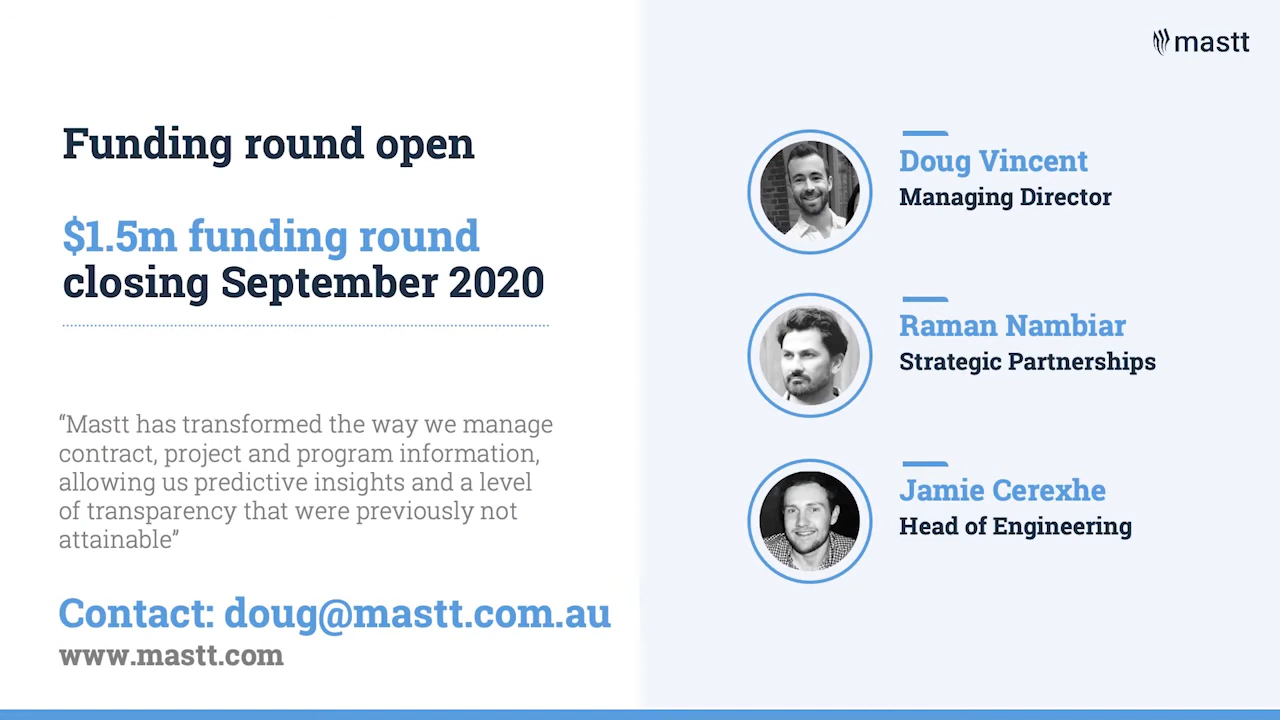 mastt
Funding round open
$1.5m funding round
closing September 2020
“Mastt has transformed the way we manage
contract, project and program information,
allowing us predictive insights and a level
of transparency that were previously not
attainable”
Contact: doug@mastt.com.au
www.mastt.com
Doug Vincent
Managing Director
Raman Nambiar
Strategic Partnerships
Jamie Cerexhe
Head of Engineering